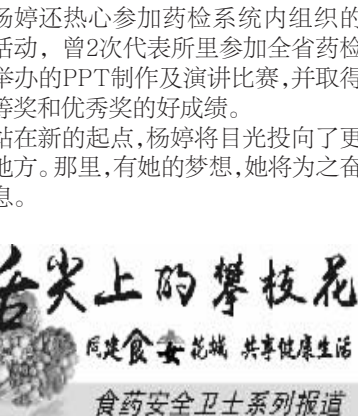 杨婷还热心参加药检系统内组织的
活动，曾2次代表所里参加全省药检
举办的PPT制作及演讲比赛,并取得
等奖和优秀奖的好成绩。
站在新的起点,杨婷将目光投向了更
地方。那里,有她的梦想,她将为之奋
息。
舌尖上的攀枝花
同建食安花城 共享健康生活
食药安全卫士系列报道